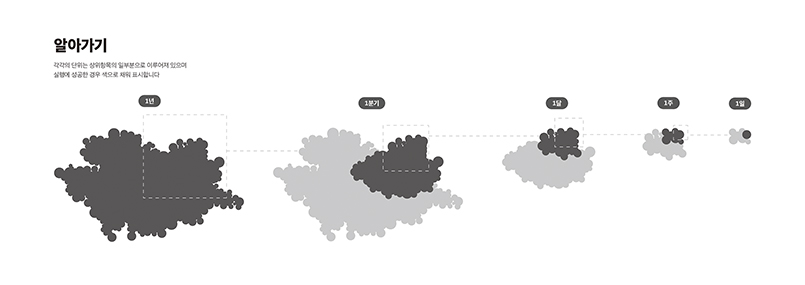 알아가기
각각의 단위는 상위항목의 일부분으로 이루어져 있으며
실행에 성공한 경우 색으로 채워 표시합니다
1년
1분기
1달
1주
1일